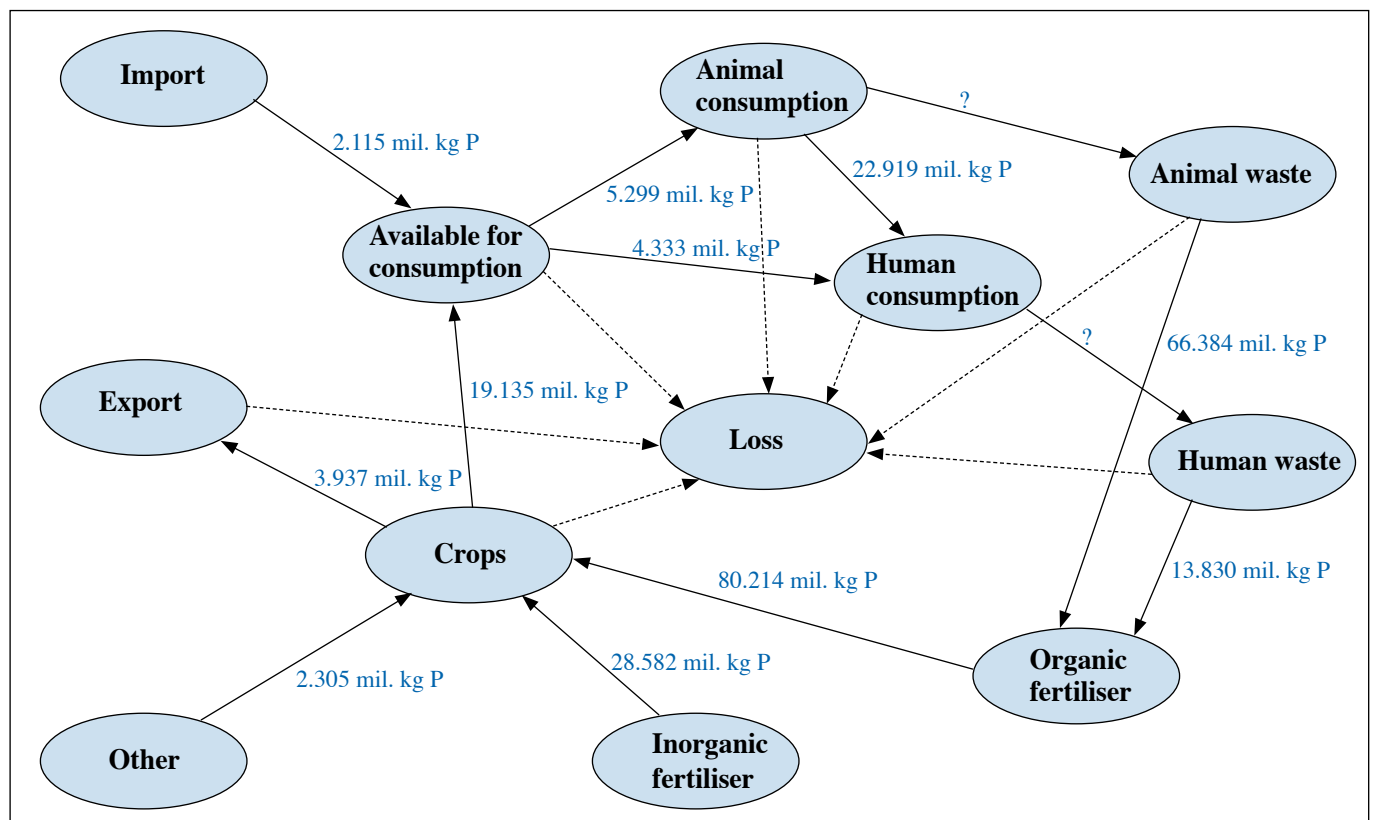 Import
Animal
consumption
?
2.115 mil. kg P
Animal waste
22.919 mil. kg P
5.299 mil. kg P
Available for
consumption
4.333 mil. kg P
Human
consumption
?
66.384 mil. kg P
19.135 mil. kg P
Export
Loss
Human waste
3.937 mil. kg P
Crops
80.214 mil. kg P
13.830 mil. kg P
28.582 mil. kg P
Organic
fertiliser
2.305 mil. kg P
Other
Inorganic
fertiliser